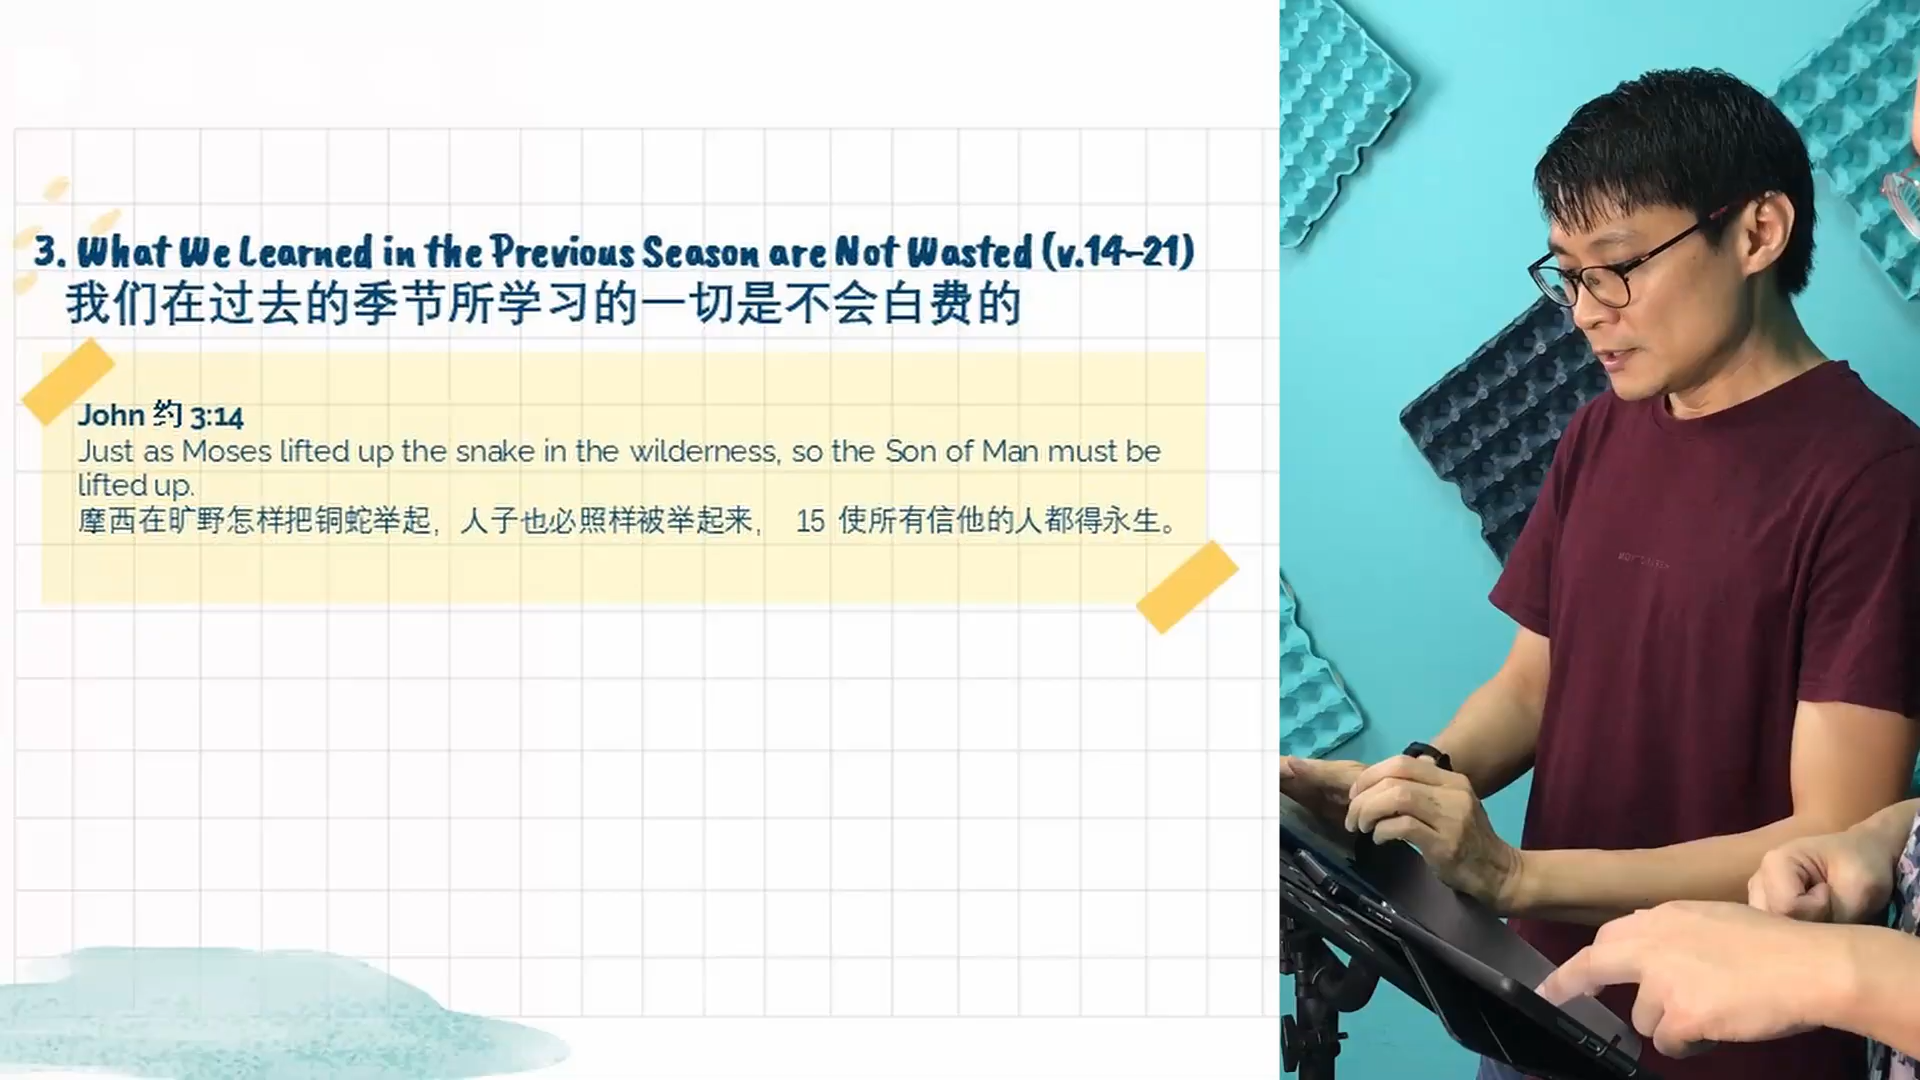 3. What We Learned in the Previous Season are Not Wasted (v.14-21)
我们在过去的季节所学习的一切是不会白费的
John 约 3:14
Just as Moses lifted up the snake in the wilderness, so the Son of Man must be
lifted up.
摩西在旷野怎样把铜蛇举起，人子也必照样被举起来， 15 使所有信他的人都得永生。